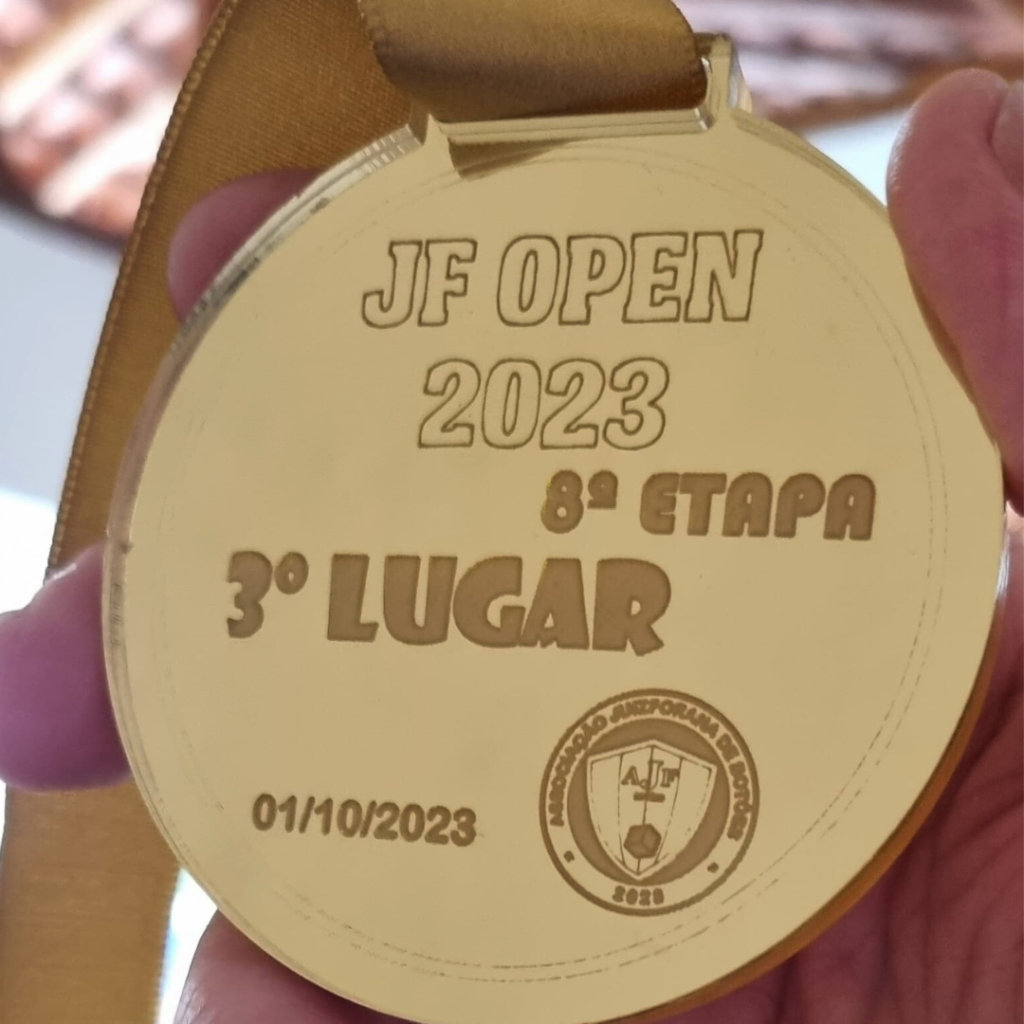 JF OPEN
2023
8ª ETAPA
3º LUGAR
01/10/2023
ASSOCIAÇÃO JUIZFORANA DE BOTÕES
AJF
2023